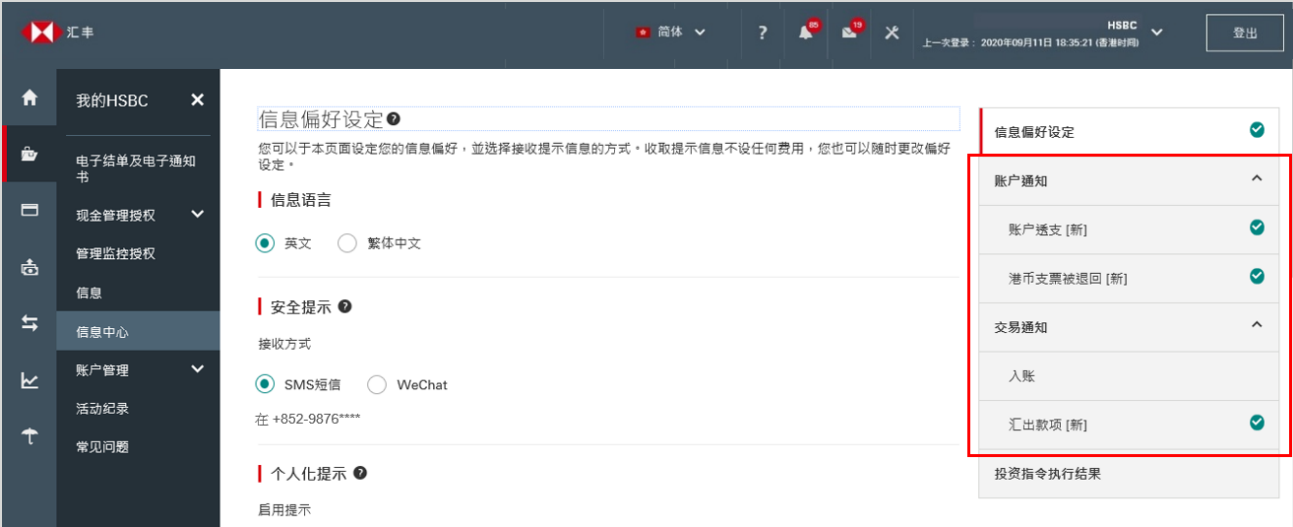 汇丰
简体
?
85
19
HSBC
上一次登录： 2020年09月11日 18:35:21 (香港时间)
登出
我的HSBC
电子结单及电子通知
书
现金管理授权
管理监控授权
信息
信息中心
账户管理
活动纪录
常见问题
信息偏好设定?
您可以于本页面设定您的信息偏好，並选择接收提示信息的方式。收取提示信息不设任何费用，您也可以随时更改偏好
设定。
信息语言
英文 繁体中文
安全提示 ?
接收方式
SMS短信 WeChat
在 +852-9876****
个人化提示 ?
启用提示
信息偏好设定
账户通知
账户透支 [新]
港币支票被退回 [新]
交易通知
入账
汇出款项 [新]
投资指令执行结果